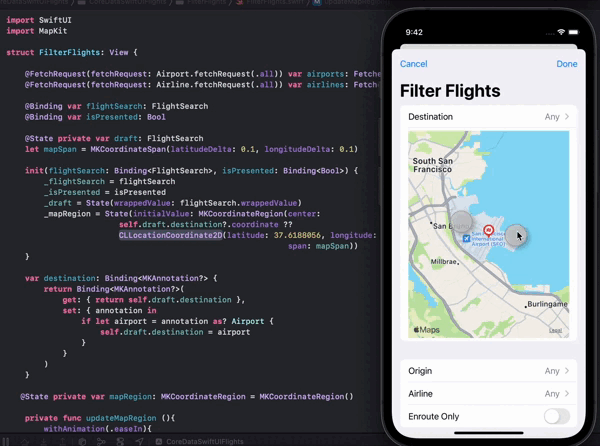 import SwiftUI
import MapKit
struct FilterFlights: View {
@FetchRequest(fetchRequest: Airport.fetchRequest(.all)) var airports: Fetche
@FetchRequest(fetchRequest: Airline.fetchRequest(.all)) var airlines: Fetche
@Binding var flightSearch: FlightSearch
@Binding var isPresented: Bool
@State private var draft: FlightSearch
let mapSpan = MKCoordinateSpan(latitudeDelta: 0.1, longitudeDelta: 0.1)
init(flightSearch: Binding<FlightSearch>, isPresented: Binding<Bool>) {
_flightSearch = flightSearch
_isPresented = isPresented
_draft = State(wrappedValue: flightSearch.wrappedValue)
_mapRegion = State(initialValue: MKCoordinateRegion(center:
self.draft.destination?.coordinate ??
CLLocationCoordinate2D(latitude: 37.6188056, longitude:
span: mapSpan))
}
var destination: Binding<MKAnnotation?> {
return Binding<MKAnnotation?>(
get: { return self.draft.destination },
set: { annotation in
if let airport = annotation as? Airport {
self.draft.destination = airport
}
}
)
}
@State private var mapRegion: MKCoordinateRegion = MKCoordinateRegion()
private func updateMapRegion (){
withAnimation(.easeIn){
CoreDataSwiftUIFlights
9:42
Cancel
Done
Filter Flights
Destination
Any
South San
Francisco
San
International
Airport (SFO)
Millbrae
Burlingame
Maps
Legal
Origin
Any
Airline
Any
Enroute Only